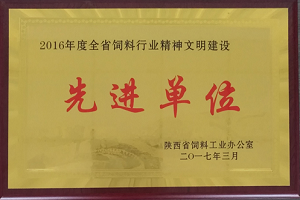 2016年度全省饲料行业精神文明建设
先进单位
陕西省饲料工业办公室
二〇一七年三月